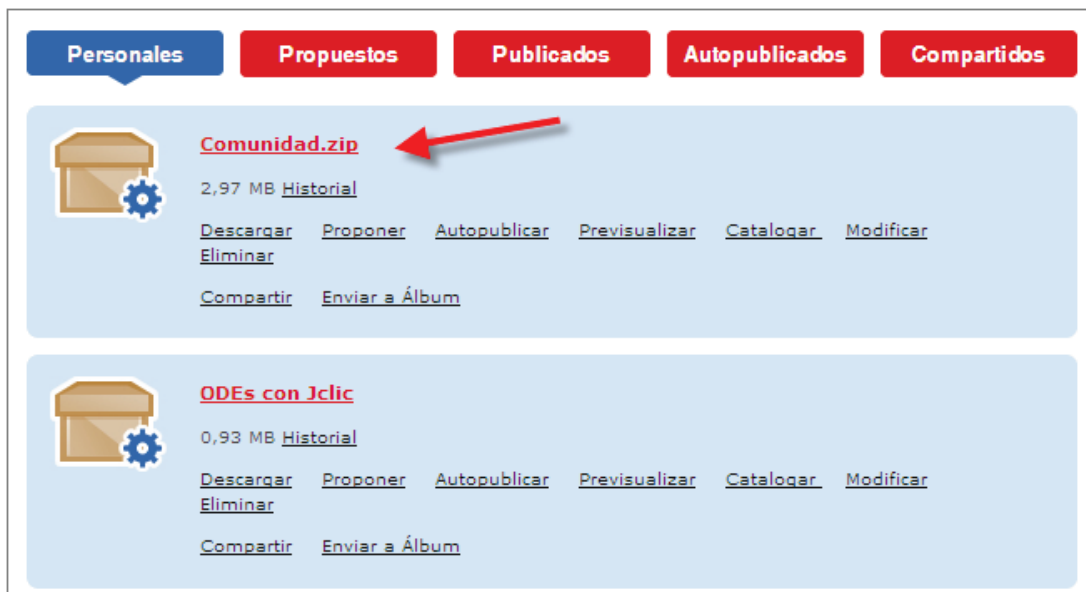 Personales Propuestos Publicados Autopublicados Compartidos
Comunidad.zip
2,97 MB Historial
Descargar Proponer Autopublicar Previsualizar Catalogar Modificar
Eliminar
Compartir Enviar a Álbum
ODEs con Jclic
0,93 MB Historial
Descargar Proponer Autopublicar Previsualizar Catalogar Modificar
Eliminar
Compartir Enviar a Álbum